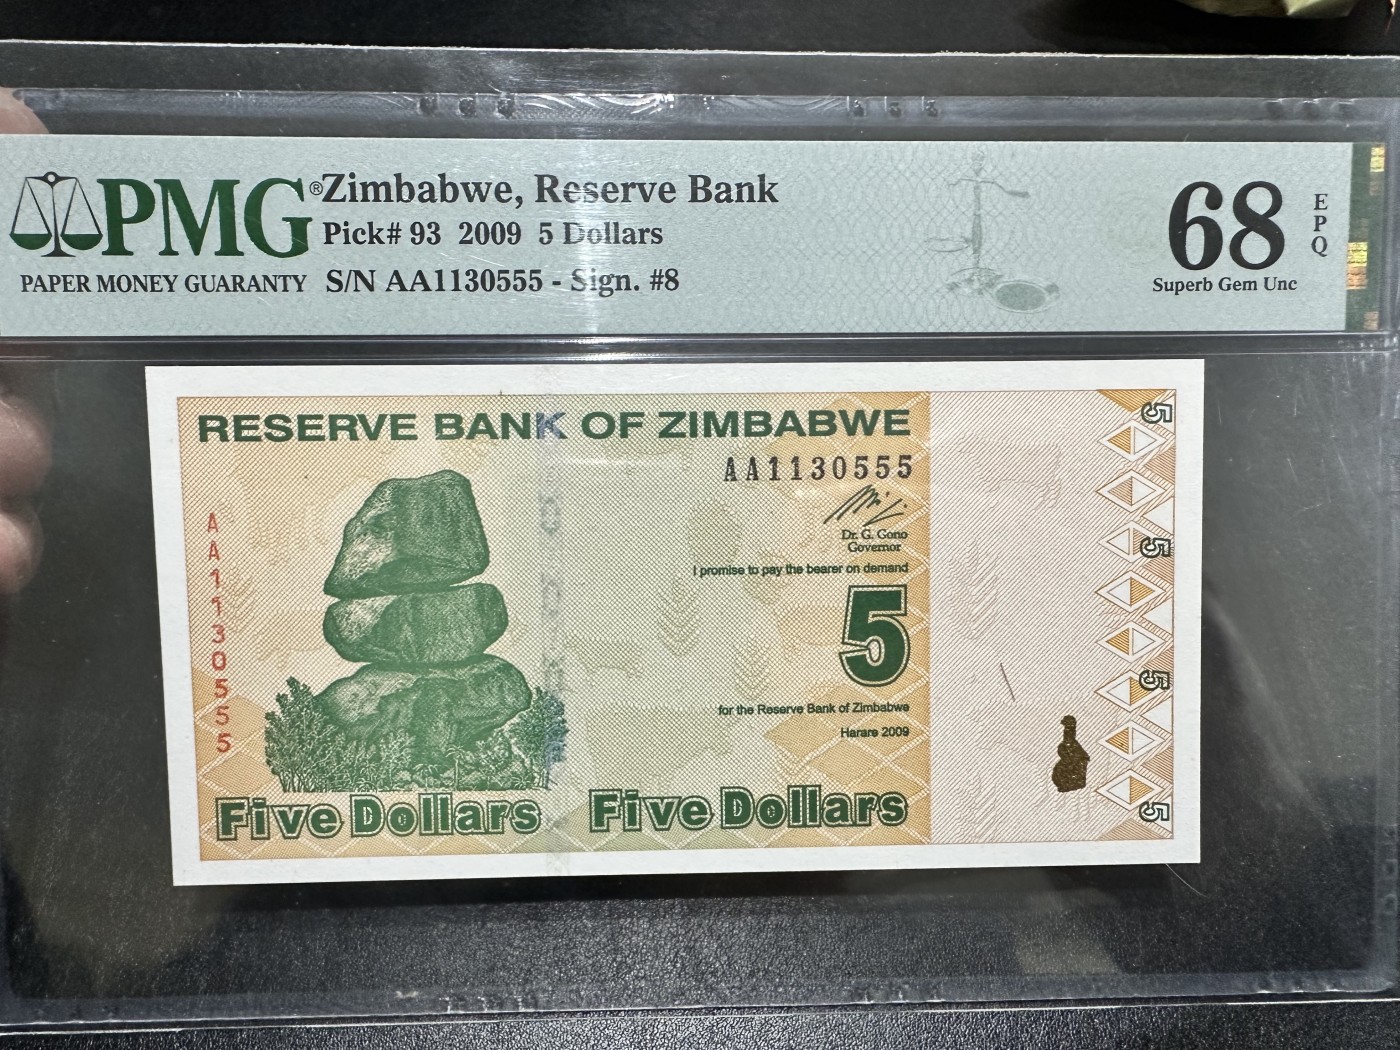 PMG®
PAPER MONEY GUARANTY
Zimbabwe, Reserve Bank
Pick# 93 2009 5 Dollars
S/N AA1130555 - Sign. #8
68
EPQ
Superb Gem Unc
RESERVE BANK OF ZIMBABWE
AA1130555
Dr. G. Gono
Governor
I promise to pay the bearer on demand
5
for the Reserve Bank of Zimbabwe
Harare 2009
AA1130555
Five Dollars Five Dollars
5
5
5
5